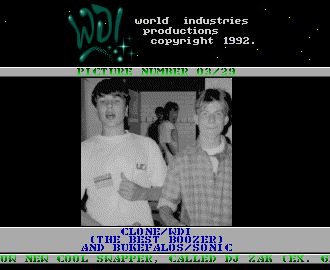 WDI
world industries
productions
copyright 1992.
PICTURE NUMBER 03/29
CLONE/WDI
(THE BEST BOOZER)
AND BUKEFALOS/SONIC
OW NEW COOL SWAPPER, CALLED DJ ZAK (EX. G